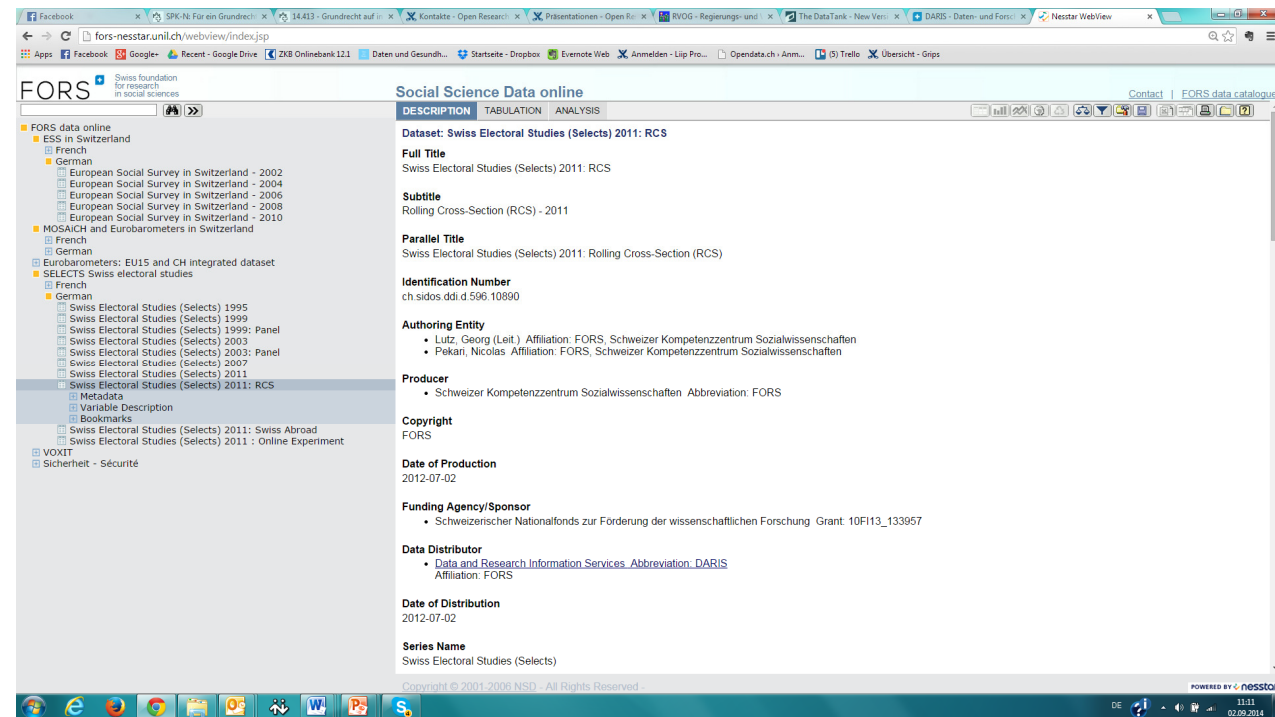 Facebook
SPK-N: Für ein Grundrech
14.413 - Grundrecht auf in
Kontakte - Open Research
Präsentationen - Open Re
RVOG - Regierungs- und
The DataTank - New Versi
DARIS - Daten- und Forsc
Nesstar WebView
fors-nesstar.unil.ch/webview/index.jsp
Apps Facebook Google+ Recent - Google Drive ZKB Onlinebank 12.1 Daten und Gesundh... Startseite - Dropbox Evernote Web Anmelden - Liip Pro... Opendata.ch › Anm... (5) Trello Übersicht - Grips
FORS
Swiss foundation
for research
in social sciences
Social Science Data online
Contact | FORS data catalogue
DESCRIPTION TABULATION ANALYSIS
FORS data online
ESS in Switzerland
French
German
European Social Survey in Switzerland - 2002
European Social Survey in Switzerland - 2004
European Social Survey in Switzerland - 2006
European Social Survey in Switzerland - 2008
European Social Survey in Switzerland - 2010
MOSAiCH and Eurobarometers in Switzerland
French
German
Eurobarometers: EU15 and CH integrated dataset
SELECTS Swiss electoral studies
French
German
Swiss Electoral Studies (Selects) 1995
Swiss Electoral Studies (Selects) 1999
Swiss Electoral Studies (Selects) 1999: Panel
Swiss Electoral Studies (Selects) 2003
Swiss Electoral Studies (Selects) 2003: Panel
Swiss Electoral Studies (Selects) 2007
Swiss Electoral Studies (Selects) 2011
Swiss Electoral Studies (Selects) 2011: RCS
Metadata
Variable Description
Bookmarks
Swiss Electoral Studies (Selects) 2011: Swiss Abroad
Swiss Electoral Studies (Selects) 2011 : Online Experiment
VOXIT
Sicherheit - Sécurité
Dataset: Swiss Electoral Studies (Selects) 2011: RCS
Full Title
Swiss Electoral Studies (Selects) 2011: RCS
Subtitle
Rolling Cross-Section (RCS) - 2011
Parallel Title
Swiss Electoral Studies (Selects) 2011: Rolling Cross-Section (RCS)
Identification Number
ch.sidos.ddi.d.596.10890
Authoring Entity
• Lutz, Georg (Leit.) Affiliation: FORS, Schweizer Kompetenzzentrum Sozialwissenschaften
• Pekari, Nicolas Affiliation: FORS, Schweizer Kompetenzzentrum Sozialwissenschaften
Producer
• Schweizer Kompetenzzentrum Sozialwissenschaften Abbreviation: FORS
Copyright
FORS
Date of Production
2012-07-02
Funding Agency/Sponsor
• Schweizerischer Nationalfonds zur Förderung der wissenschaftlichen Forschung Grant: 10FI13_133957
Data Distributor
• Data and Research Information Services Abbreviation: DARIS
Affiliation: FORS
Date of Distribution
2012-07-02
Series Name
Swiss Electoral Studies (Selects)
Copyright © 2001-2006 NSD - All Rights Reserved -
POWERED BY nesstar
DE
11:11
02.09.2014